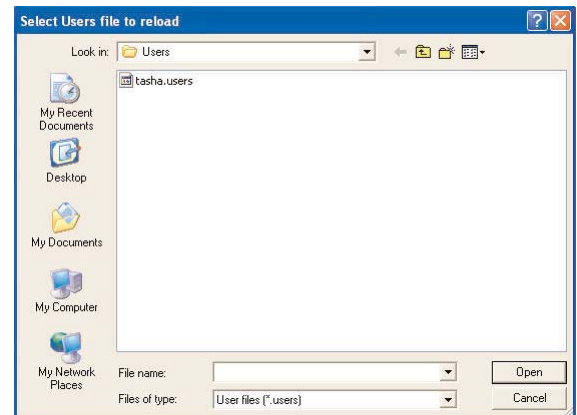 Select Users file to reload
Look in:
Users
tasha.users
My Recent
Documents
Desktop
My Documents
My Computer
My Network
Places
File name:
Open
Files of type:
User files (*.users)
Cancel